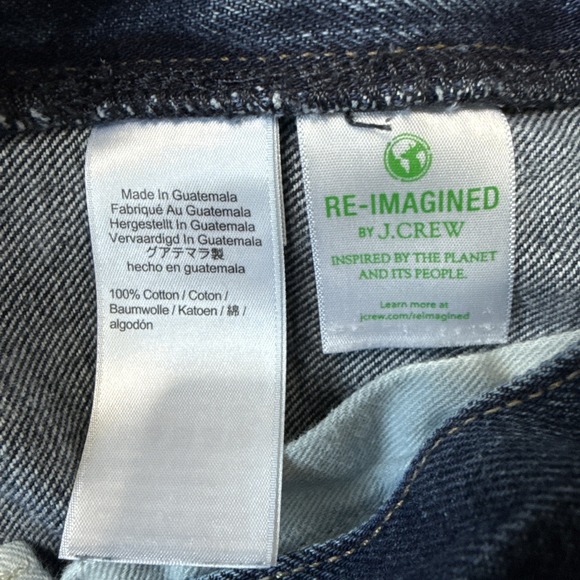 Made In Guatemala
Fabriqué Au Guatemala
Hergestellt In Guatemala
Vervaardigd In Guatemala
グアテマラ製
hecho en guatemala
100% Cotton / Coton /
Baumwolle / Katoen / 綿 /
algodón
RE-IMAGINED
BY J.CREW
INSPIRED BY THE PLANET
AND ITS PEOPLE.
Learn more at
jcrew.com/reimagined